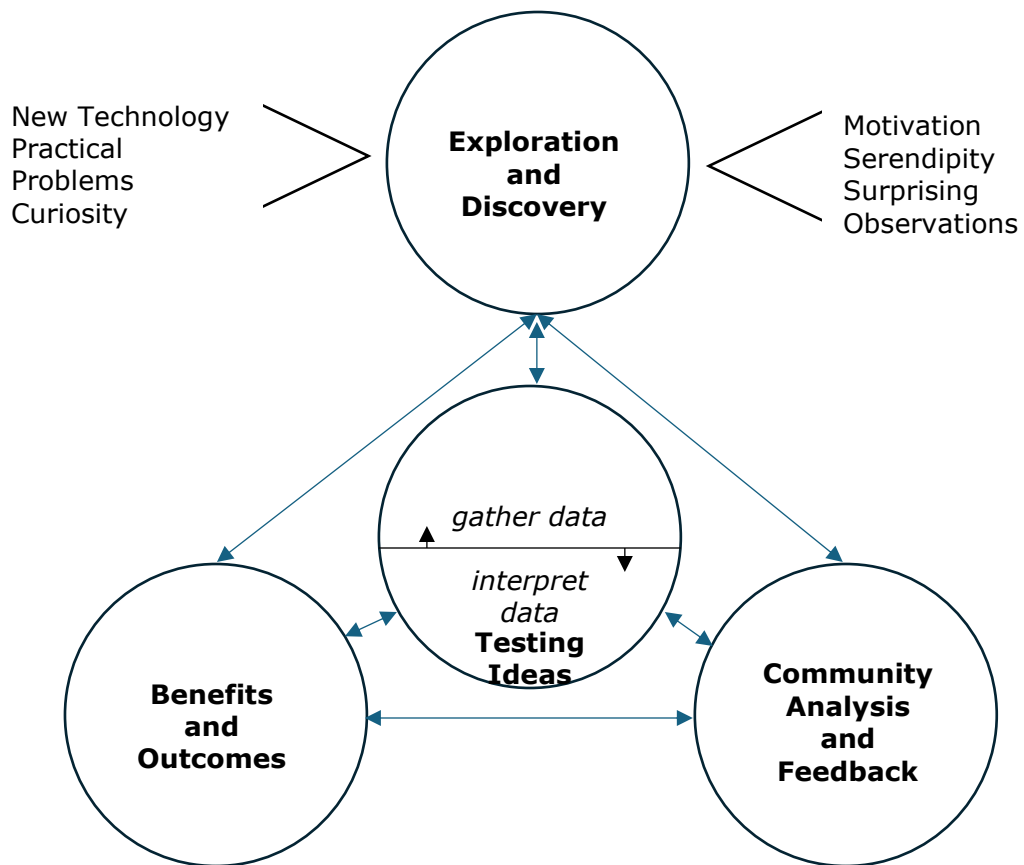 New Technology
Practical
Problems
Curiosity
Exploration
and
Discovery
Motivation
Serendipity
Surprising
Observations
gather data
interpret
data
Testing
Ideas
Benefits
and
Outcomes
Community
Analysis
and
Feedback